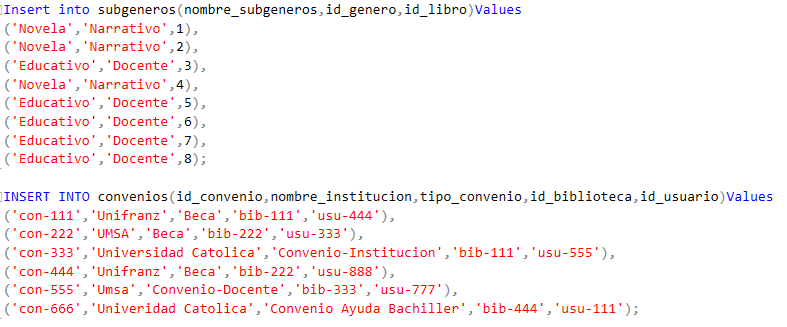 Insert into subgeneros(nombre_subgeneros,id_genero,id_libro)Values
('Novela','Narrativo',1),
('Novela','Narrativo',2),
('Educativo','Docente',3),
('Novela','Narrativo',4),
('Educativo','Docente',5),
('Educativo','Docente',6),
('Educativo','Docente',7),
('Educativo','Docente',8);
INSERT INTO convenios(id_convenio,nombre_institucion,tipo_convenio,id_biblioteca,id_usuario)Values
('con-111','Unifranz','Beca','bib-111','usu-444'),
('con-222','UMSA','Beca','bib-222','usu-333'),
('con-333','Universidad Catolica','Convenio-Institucion','bib-111','usu-555'),
('con-444','Unifranz','Beca','bib-222','usu-888'),
('con-555','Umsa','Convenio-Docente','bib-333','usu-777'),
('con-666','Univeridad Catolica','Convenio Ayuda Bachiller','bib-444','usu-111');